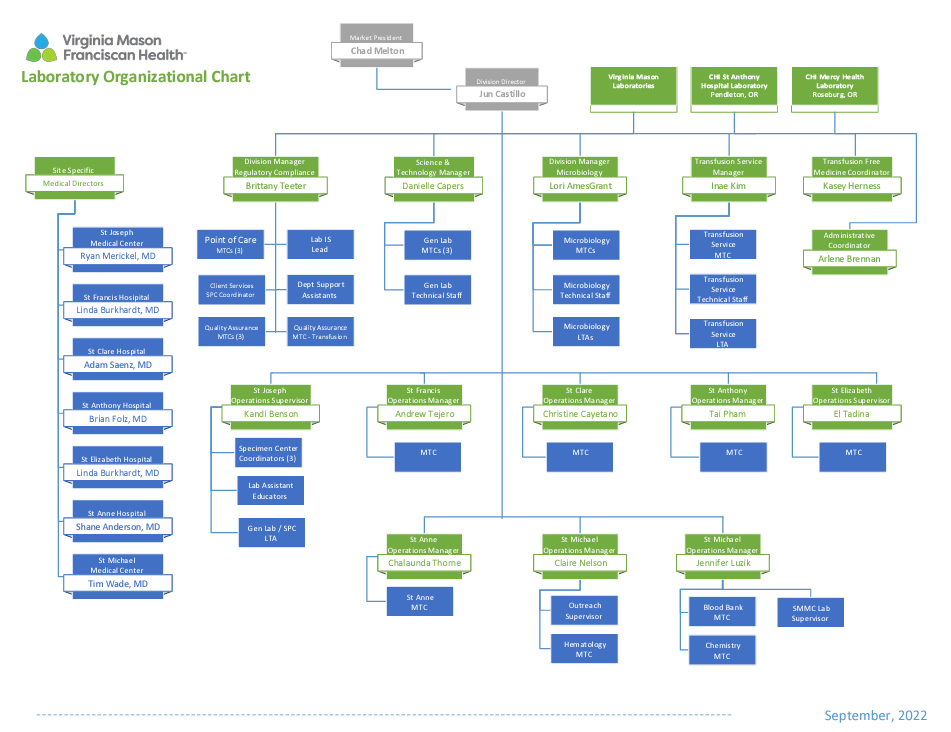 Virginia Mason
Franciscan Health™
Laboratory Organizational Chart
Market President
Chad Melton
Division Director
Jun Castillo
Virginia Mason
Laboratories
CHI St Anthony
Hospital Laboratory
Pendleton, OR
CHI Mercy Health
Laboratory
Roseburg, OR
Site Specific
Medical Directors
Division Manager
Regulatory Compliance
Brittany Teeter
Science &
Technology Manager
Danielle Capers
Division Manager
Microbiology
Lori AmesGrant
Transfusion Service
Manager
Inae Kim
Transfusion Free
Medicine Coordinator
Kasey Herness
Administrative
Coordinator
Arlene Brennan
St Joseph
Medical Center
Ryan Merickel, MD
St Francis Hospital
Linda Burkhardt, MD
St Clare Hospital
Adam Saenz, MD
St Anthony Hospital
Brian Folz, MD
St Elizabeth Hospital
Linda Burkhardt, MD
St Anne Hospital
Shane Anderson, MD
St Michael
Medical Center
Tim Wade, MD
Point of Care
MTCs (3)
Lab IS
Lead
Client Services
SPC Coordinator
Dept Support
Assistants
Quality Assurance
MTCs (3)
Quality Assurance
MTC - Transfusion
Gen Lab
MTCs (3)
Gen Lab
Technical Staff
Microbiology
MTCs
Microbiology
Technical Staff
Microbiology
LTAs
Transfusion
Service
MTC
Transfusion
Service
Technical Staff
Transfusion
Service
LTA
St Joseph
Operations Supervisor
Kandi Benson
St Francis
Operations Manager
Andrew Tejero
St Clare
Operations Manager
Christine Cayetano
St Anthony
Operations Manager
Tai Pham
St Elizabeth
Operations Supervisor
El Tadina
Specimen Center
Coordinators (3)
Lab Assistant
Educators
Gen Lab / SPC
LTA
MTC
MTC
MTC
MTC
St Anne
Operations Manager
Chalaunda Thorne
St Michael
Operations Manager
Claire Nelson
St Michael
Operations Manager
Jennifer Luzik
St Anne
MTC
Outreach
Supervisor
Hematology
MTC
Blood Bank
MTC
Chemistry
MTC
SMMC Lab
Supervisor
September, 2022